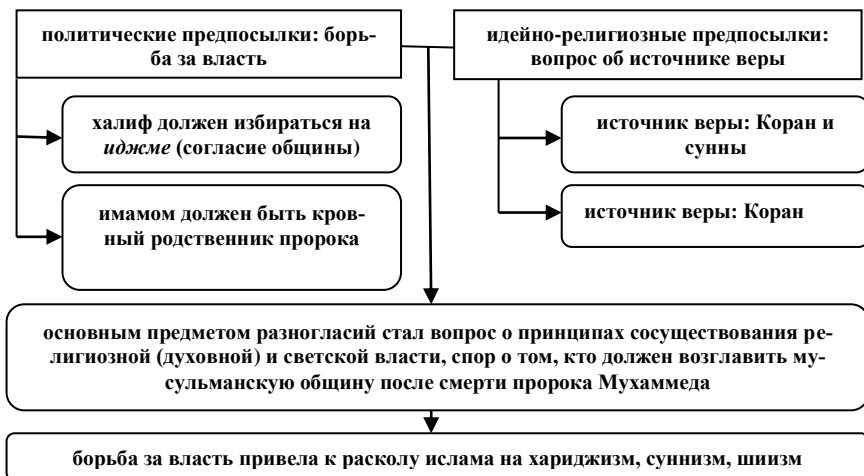 политические предпосылки: борь-
ба за власть
идейно-религиозные предпосылки:
вопрос об источнике веры
халиф должен избираться на
иджме (согласие общины)
источник веры: Коран и
сунны
имамом должен быть кров-
ный родственник пророка
источник веры: Коран
основным предметом разногласий стал вопрос о принципах сосуществования ре-
лигиозной (духовной) и светской власти, спор о том, кто должен возглавить му-
сульманскую общину после смерти пророка Мухаммеда
борьба за власть привела к расколу ислама на хариджизм, суннизм, шиизм